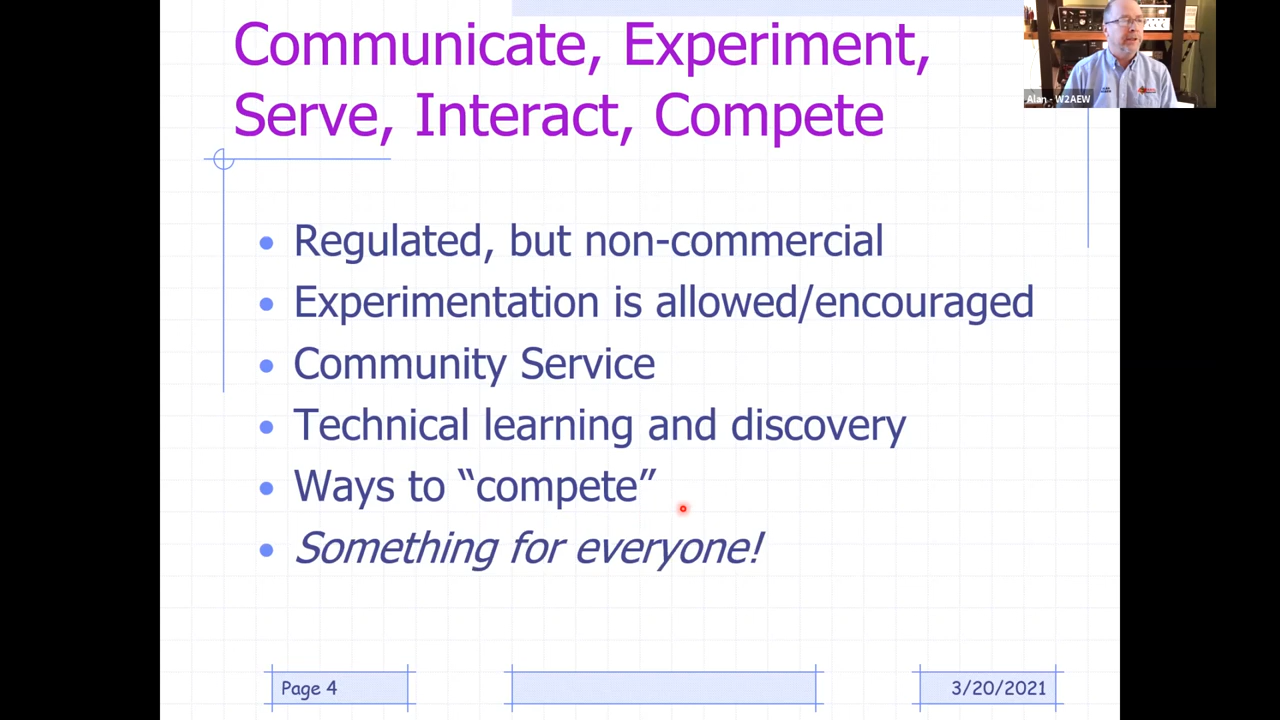 Communicate, Experiment,
Serve, Interact, Compete
Alan - W2AEW
• Regulated, but non-commercial
• Experimentation is allowed/encouraged
• Community Service
• Technical learning and discovery
• Ways to “compete”
• Something for everyone!
Page 4
3/20/2021